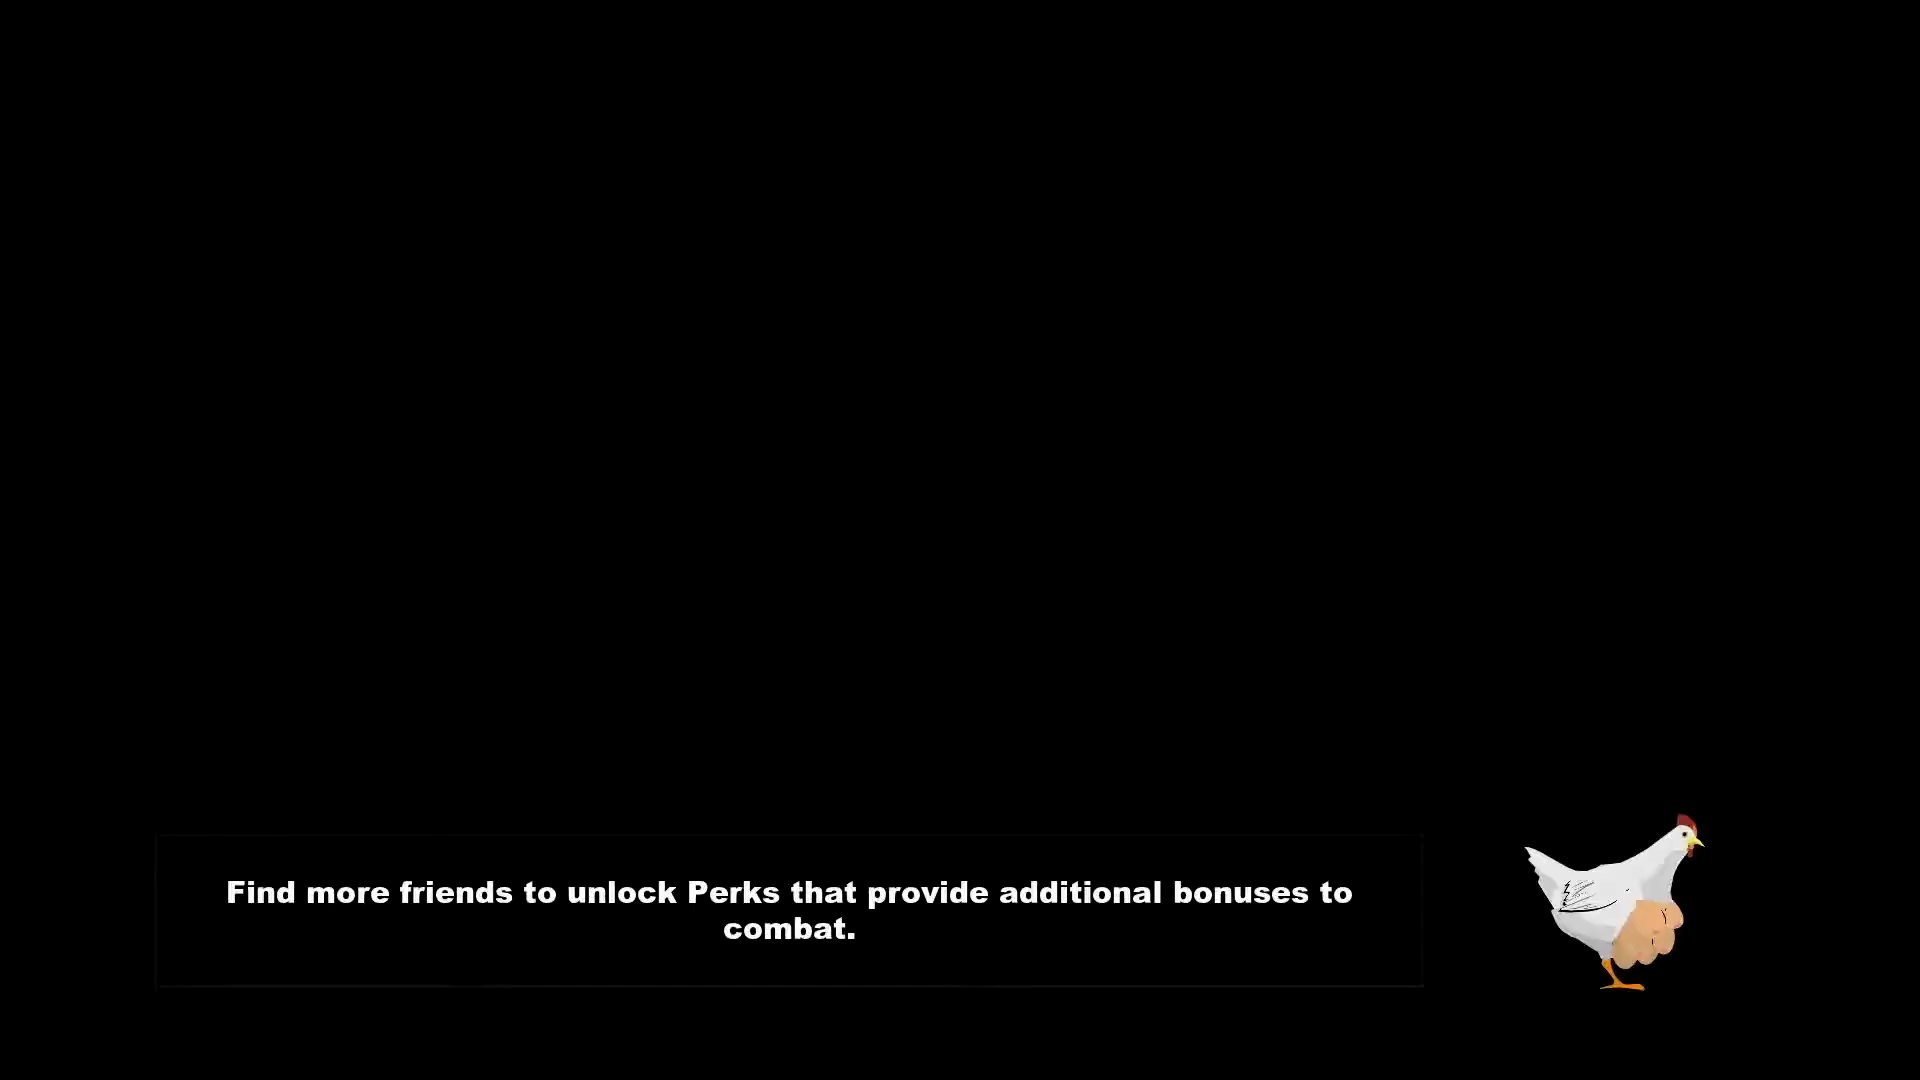 Find more friends to unlock Perks that provide additional bonuses to
combat.